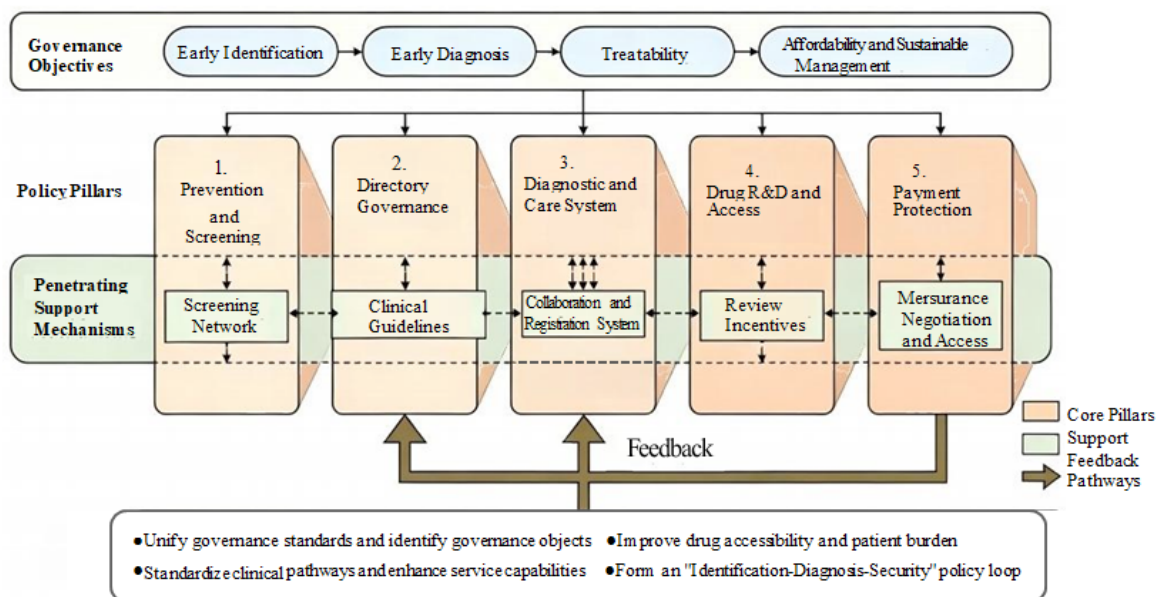 Governance
Objectives
Early Identification
Early Diagnosis
Treatability
Affordability and Sustainable
Management
Policy Pillars
1.
Prevention
and
Screening
2.
Directory
Governance
3.
Diagnostic and
Care System
4.
Drug R&D and
Access
5.
Payment
Protection
Penetrating
Support
Mechanisms
Screening
Network
Clinical
Guidelines
Collaboration and
Registration System
Review
Incentives
Mersurance
Negotiation
and Access
Feedback
Core Pillars
Support
Feedback
Pathways
●Unify governance standards and identify governance objects
●Improve drug accessibility and patient burden
●Standardize clinical pathways and enhance service capabilities
●Form an "Identification-Diagnosis-Security" policy loop